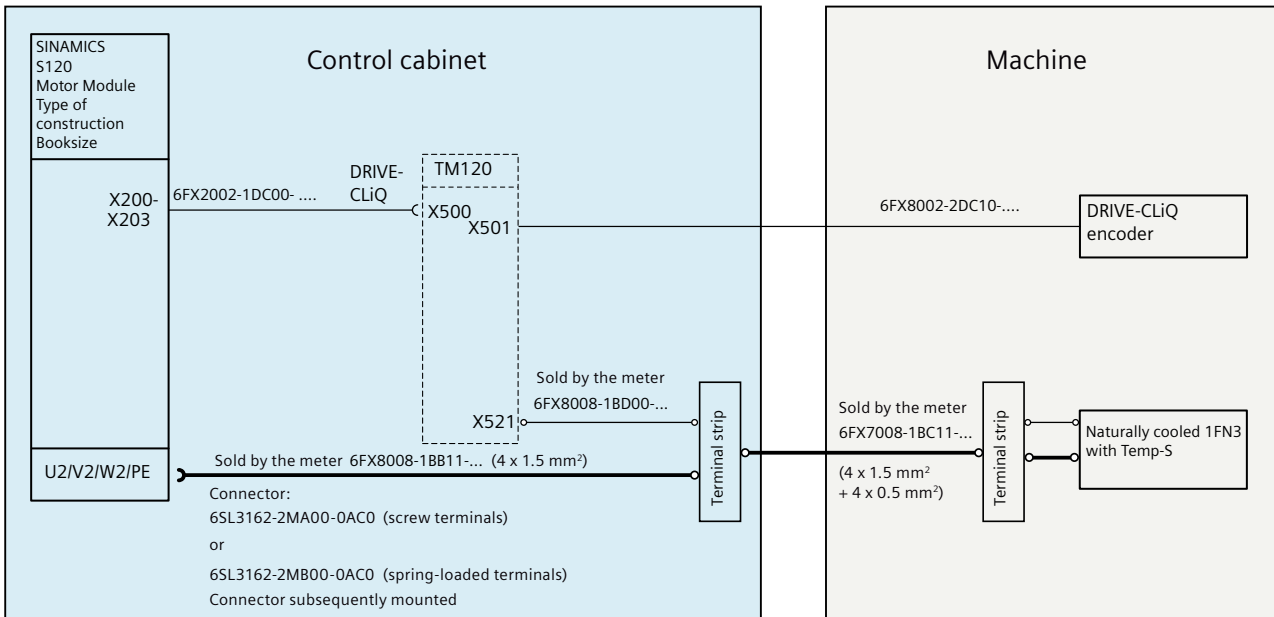 Control cabinet
Machine
SINAMICS
S120
Motor Module
Type of
construction
Booksize
X200-
X203
6FX2002-1DC00- ....
DRIVE-
CLiQ
TM120
X500
X501
6FX8002-2DC10-....
DRIVE-CLiQ
encoder
Sold by the meter
6FX8008-1BD00-...
X521
Terminal strip
Sold by the meter
6FX7008-1BC11-...
(4 x 1.5 mm²
+ 4 x 0.5 mm²)
Terminal strip
Naturally cooled 1FN3
with Temp-S
U2/V2/W2/PE
Sold by the meter 6FX8008-1BB11-... (4 x 1.5 mm²)
Connector:
6SL3162-2MA00-0AC0 (screw terminals)
or
6SL3162-2MB00-0AC0 (spring-loaded terminals)
Connector subsequently mounted